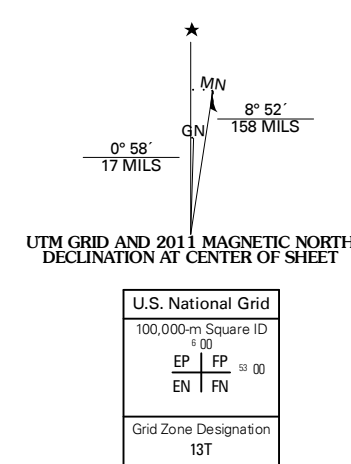 ★
MN
GN
8° 52´
158 MILS
0° 58´
17 MILS
UTM GRID AND 2011 MAGNETIC NORTH
DECLINATION AT CENTER OF SHEET
U.S. National Grid
100,000-m Square ID
6 00
EP FP 53 00
EN FN
Grid Zone Designation
13T